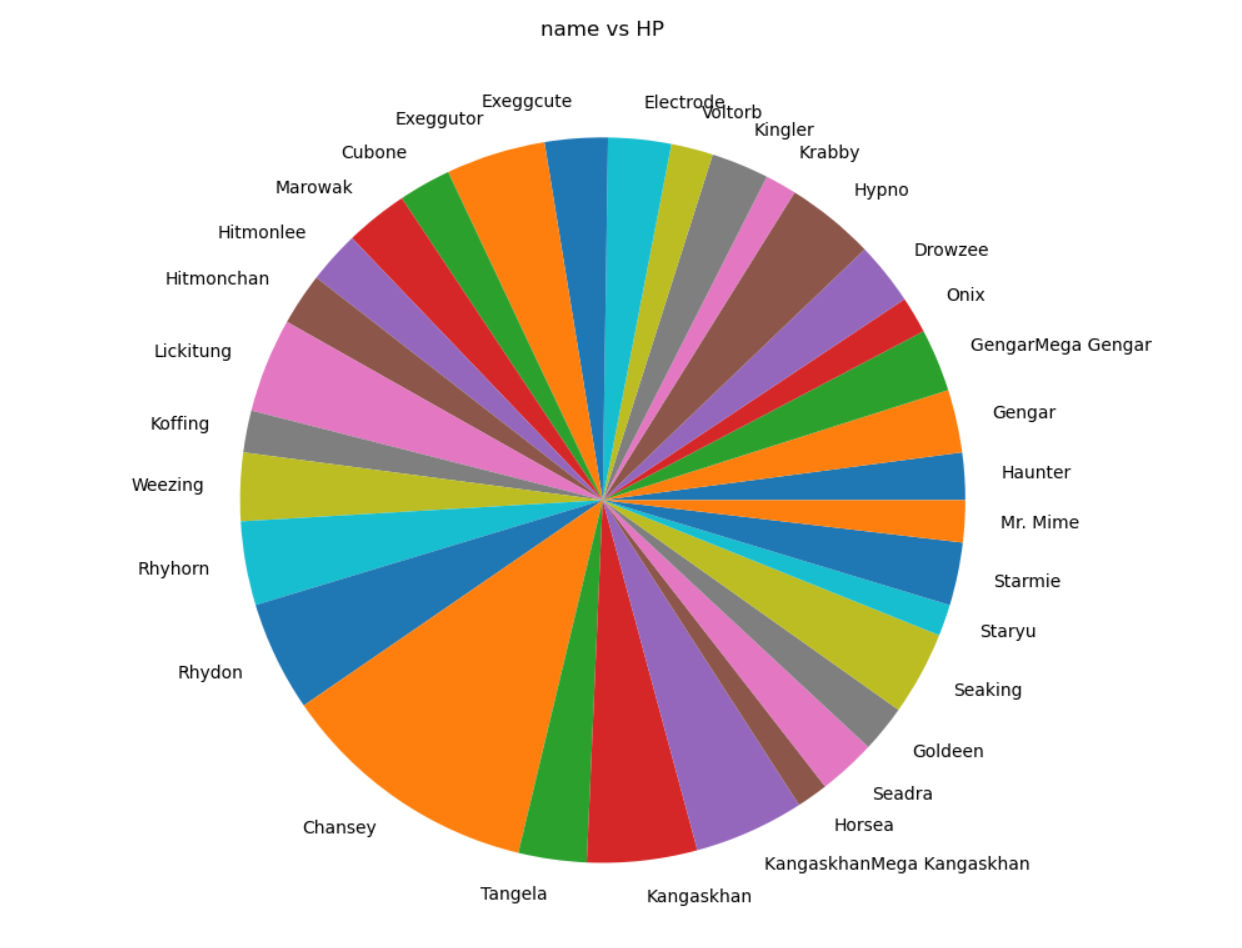 name vs HP
Exeggcute
Electrode
Voltorb
Exeggutor
Kingler
Cubone
Krabby
Marowak
Hypno
Hitmonlee
Drowzee
Hitmonchan
Onix
Lickitung
GengarMega Gengar
Koffing
Gengar
Weezing
Haunter
Mr. Mime
Rhyhorn
Starmie
Staryu
Rhydon
Seaking
Goldeen
Seadra
Chansey
Horsea
KangaskhanMega Kangaskhan
Tangela
Kangaskhan